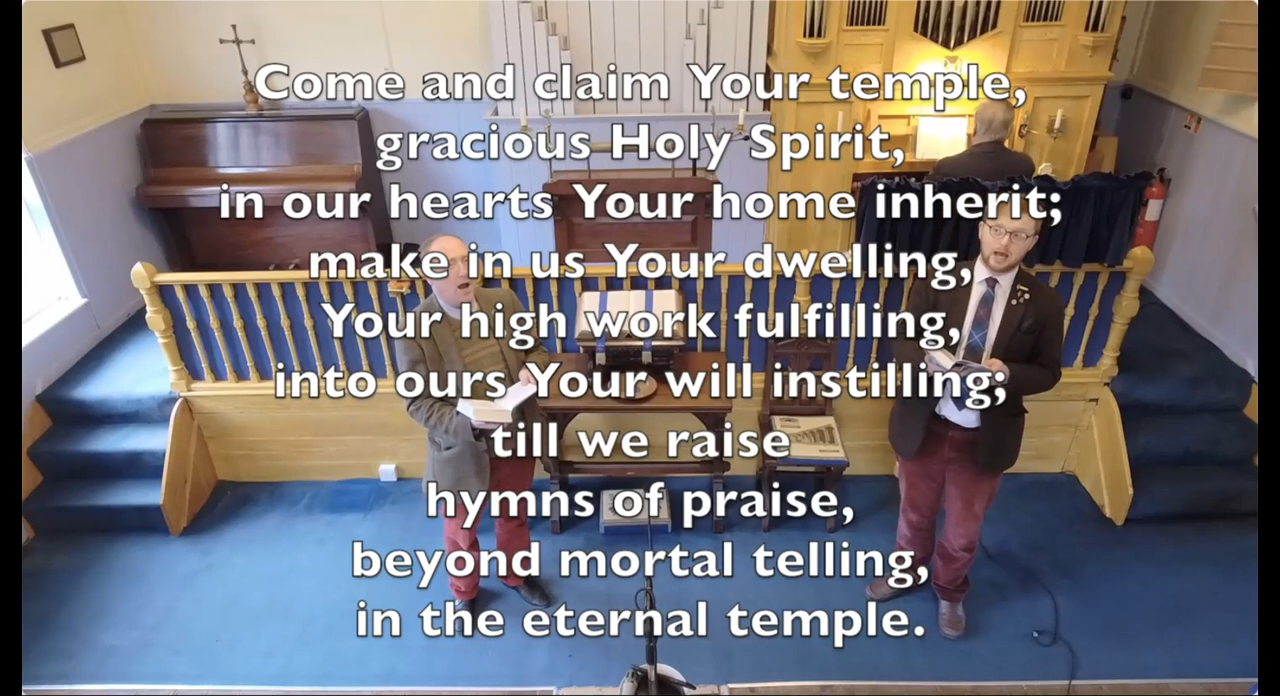 Come and claim Your temple,
gracious Holy Spirit,
in our hearts Your home inherit;
make in us Your dwelling,
Your high work fulfilling,
into ours Your will instilling;
till we raise
hymns of praise,
beyond mortal telling,
in the eternal temple.